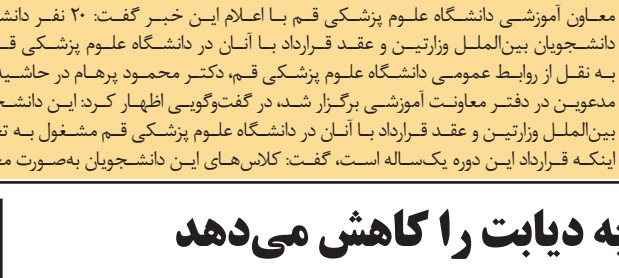 معاون آموزشی دانشگاه علوم پزشکی قم با اعلام این خبر گفت: ۲۰ نفر
دانشجویان بین‌الملل وزارتین و عقد قرارداد با آنان در دانشگاه علوم پزشکی
به نقل از روابط عمومی دانشگاه علوم پزشکی قم، دکتر محمود پرهام در
مدعوین در دفتر معاونت آموزشی برگزار شد، در گفت‌وگویی اظهار کرد: این
بین‌الملل وزارتین و عقد قرارداد با آنان در دانشگاه علوم پزشکی قم مشغول به
اینکه قرارداد این دوره یک‌ساله است، گفت: کلاس‌های این دانشجویان به‌صورت
به دیابت را کاهش می‌دهد